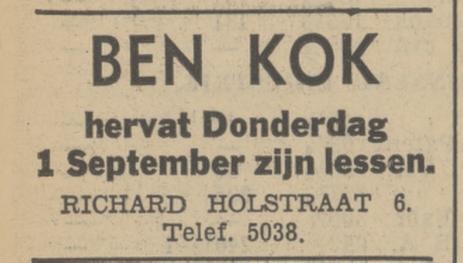 BEN KOK
hervat Donderdag
1 September zijn lessen.
RICHARD HOLSTRAAT 6.
Telef. 5038.